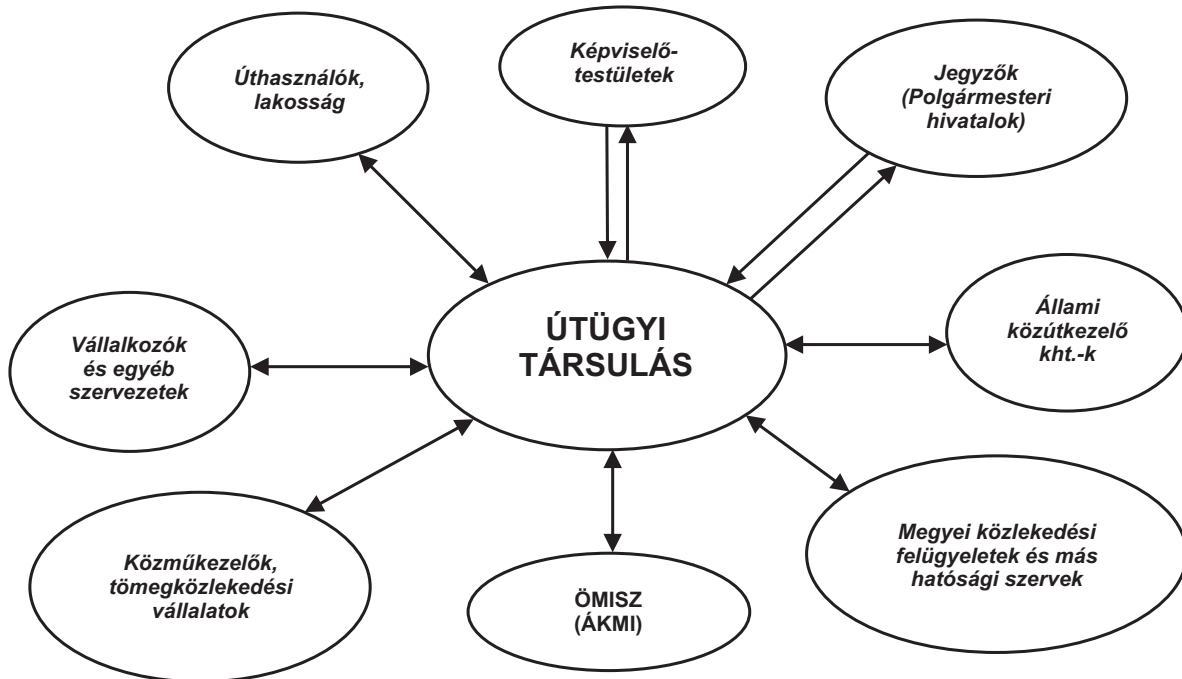 Úthasználók,
lakosság
Képviselő-
testületek
Jegyzők
(Polgármesteri
hivatalok)
ÚTÜGYI
TÁRSULÁS
Állami
közútkezelő
kht.-k
Vállalkozók
és egyéb
szervezetek
Közműkezelők,
tömegközlekedési
vállalatok
ÖMISZ
(ÁKMI)
Megyei közlekedési
felügyeletek és más
hatósági szervek